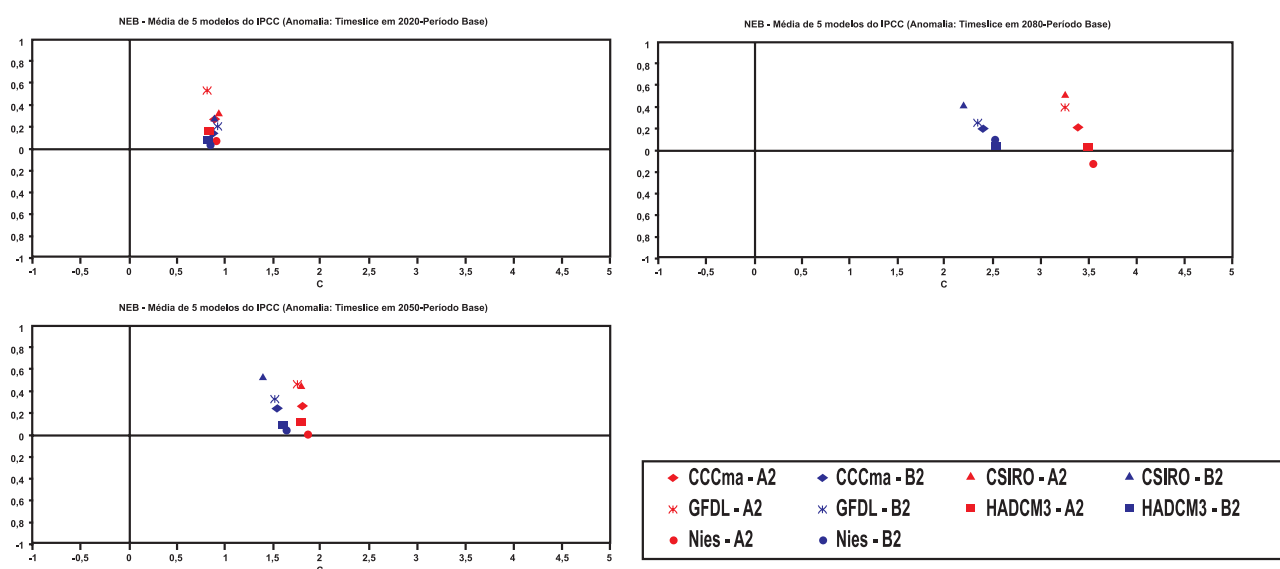 NEB - Média de 5 modelos do IPCC (Anomalia: Timeslice em 2020-Período Base)
1
0,8
0,6
0,4
0,2
0
0,2
0,4
0,6
0,8
-1
-1 -0,5 0 0,5 1 1,5 2 2,5 3 3,5 4 4,5 5
C
NEB - Média de 5 modelos do IPCC (Anomalia: Timeslice em 2080-Período Base)
1
0,8
0,6
0,4
0,2
0
0,2
0,4
0,6
0,8
-1
-1 -0,5 0 0,5 1 1,5 2 2,5 3 3,5 4 4,5 5
C
NEB - Média de 5 modelos do IPCC (Anomalia: Timeslice em 2050-Período Base)
1
0,8
0,6
0,4
0,2
0
0,2
0,4
0,6
0,8
-1
-1 -0,5 0 0,5 1 1,5 2 2,5 3 3,5 4 4,5 5
C
CCCma - A2 CCCma - B2 CSIRO - A2 CSIRO - B2
GFDL - A2 GFDL - B2 HADCM3 - A2 HADCM3 - B2
Nies - A2 Nies - B2